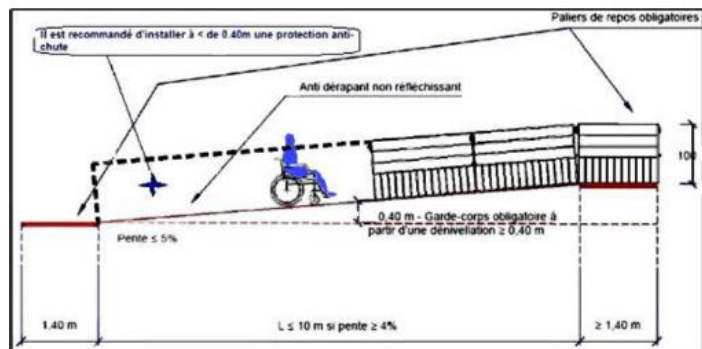 Paliers de repos obligatoires
Il est recommandé d'installer à < de 0.40m une protection anti-
chute
Anti dérapant non réfléchissant
100
0,40 m - Garde-corps obligatoire à
partir d'une dénivellation ≥ 0,40 m
Pente ≤ 5%
1,40 m
L ≤ 10 m si pente ≥ 4%
≥ 1,40 m